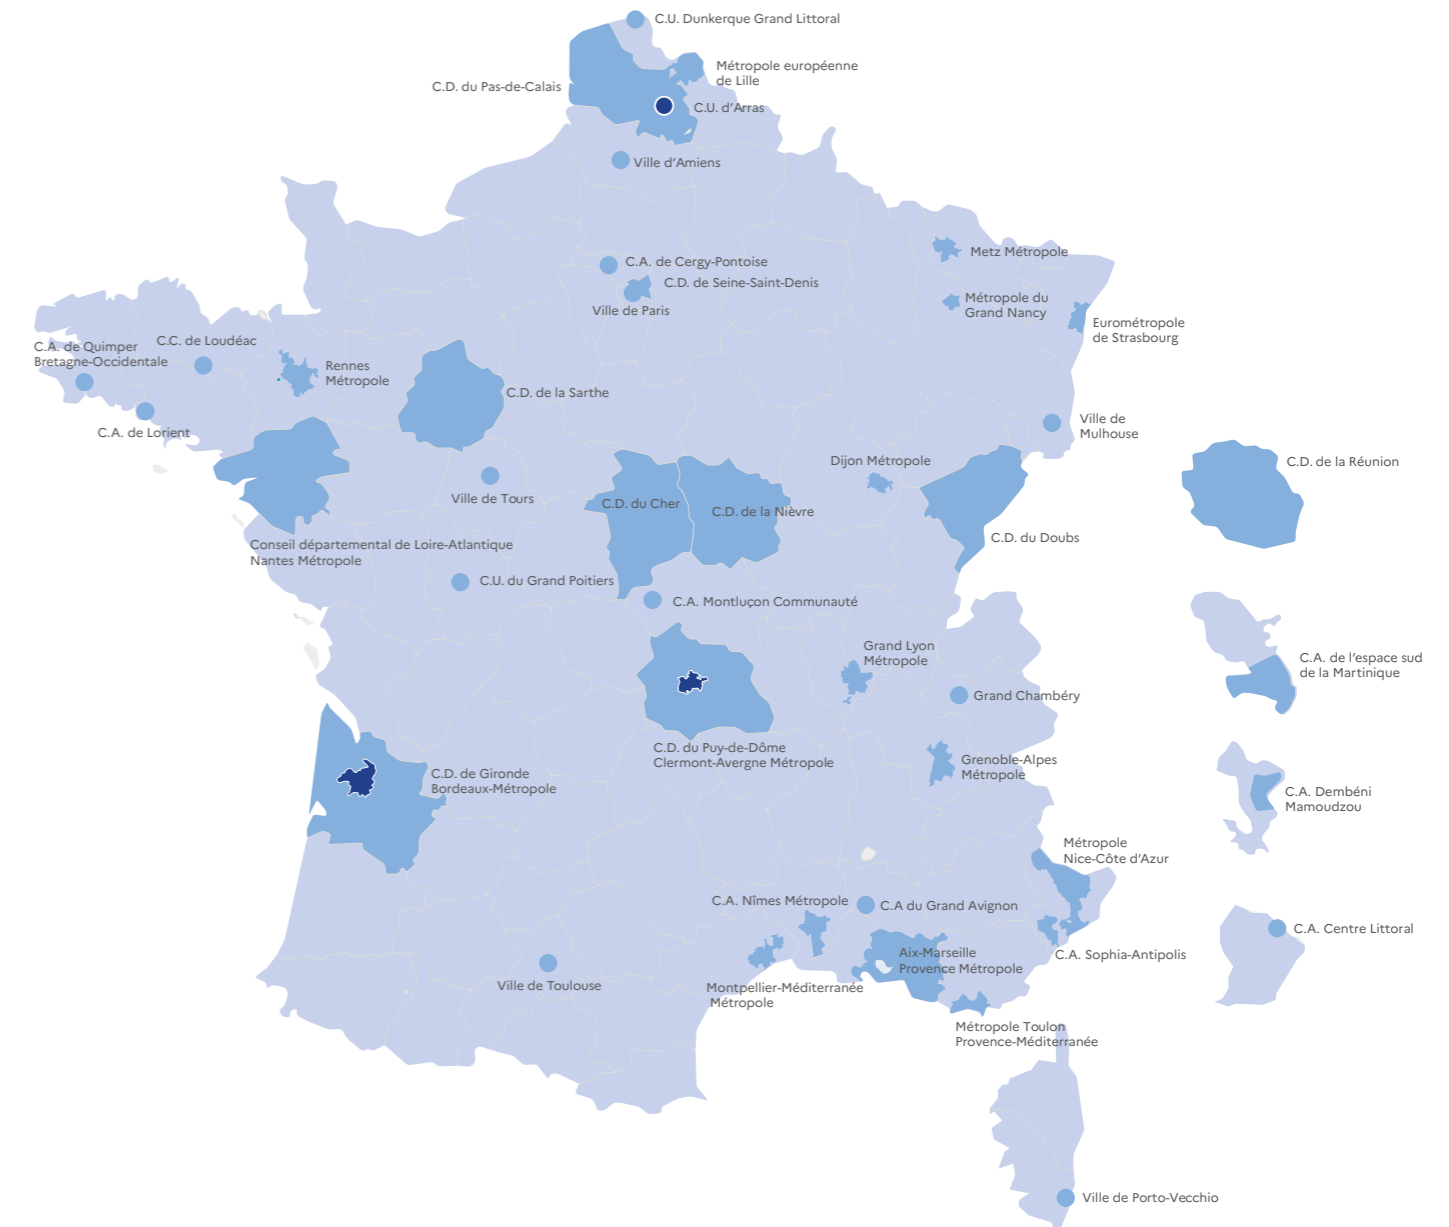 C.U. Dunkerque Grand Littoral
Métropole européenne
de Lille
C.D. du Pas-de-Calais
C.U. d'Arras
Ville d'Amiens
Metz Métropole
C.A. de Cergy-Pontoise
C.D. de Seine-Saint-Denis
Ville de Paris
Métropole du
Grand Nancy
Eurométropole
de Strasbourg
C.A. de Quimper
Bretagne-Occidentale
C.C. de Loudéac
Rennes
Métropole
C.D. de la Sarthe
C.A. de Lorient
Ville de
Mulhouse
Dijon Métropole
C.D. de la Réunion
Ville de Tours
C.D. du Cher
C.D. de la Nièvre
C.D. du Doubs
Conseil départemental de Loire-Atlantique
Nantes Métropole
C.U. du Grand Poitiers
C.A. Montluçon Communauté
Grand Lyon
Métropole
C.A. de l'espace sud
de la Martinique
Grand Chambéry
C.D. du Puy-de-Dôme
Clermont-Avergne Métropole
Grenoble-Alpes
Métropole
C.D. de Gironde
Bordeaux-Métropole
C.A. Dembéni
Mamoudzou
Métropole
Nice-Côte d'Azur
C.A. Nîmes Métropole
C.A du Grand Avignon
C.A. Centre Littoral
Aix-Marseille
Provence Métropole
C.A. Sophia-Antipolis
Ville de Toulouse
Montpellier-Méditerranée
Métropole
Métropole Toulon
Provence-Méditerranée
Ville de Porto-Vecchio